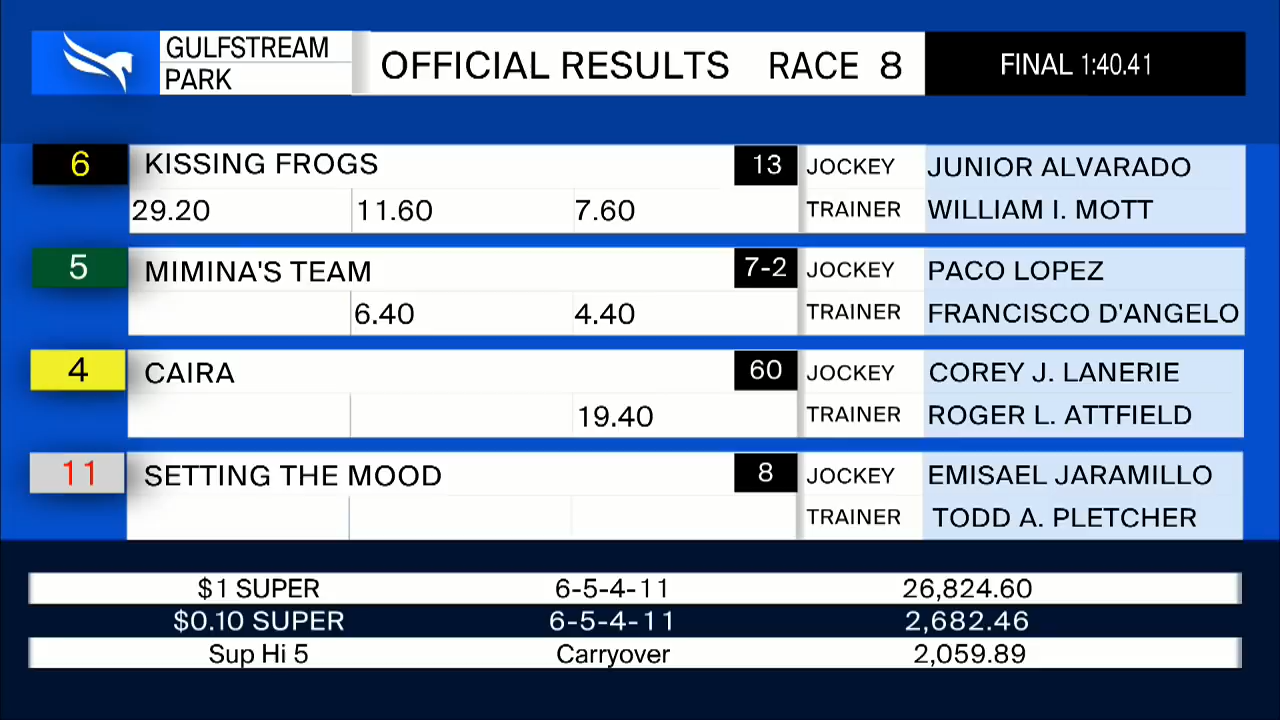 GULFSTREAM PARK OFFICIAL RESULTS RACE 8 FINAL 1:40.41
6 KISSING FROGS 13 JOCKEY JUNIOR ALVARADO
29.20 11.60 7.60 TRAINER WILLIAM I. MOTT
5 MIMINA'S TEAM 7-2 JOCKEY PACO LOPEZ
6.40 4.40 TRAINER FRANCISCO D'ANGELO
4 CAIRA 60 JOCKEY COREY J. LANERIE
19.40 TRAINER ROGER L. ATTFIELD
11 SETTING THE MOOD 8 JOCKEY EMISAEL JARAMILLO
TRAINER TODD A. PLETCHER
$1 SUPER 6-5-4-11 26,824.60
$0.10 SUPER 6-5-4-11 2,682.46
Sup Hi 5 Carryover 2,059.89